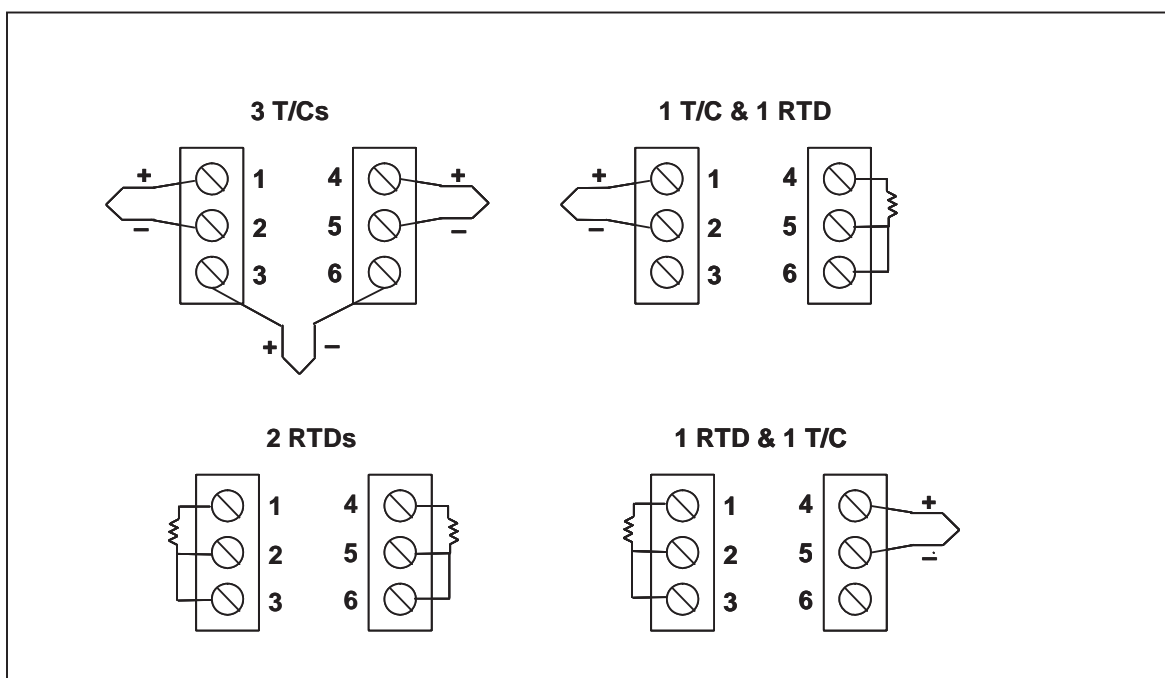 3 T/Cs
+ 1 4 +
− 2 5 −
3 6
+ −
1 T/C & 1 RTD
+ 1 4
− 2 5
3 6
2 RTDs
1 4
2 5
3 6
1 RTD & 1 T/C
1 4 +
2 5 −
3 6